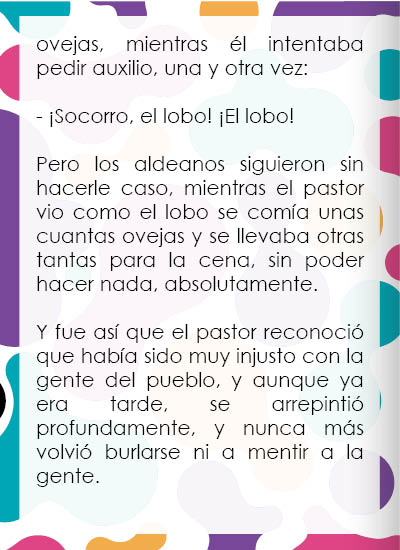 ovejas, mientras él intentaba
pedir auxilio, una y otra vez:
- ¡Socorro, el lobo! ¡El lobo!
Pero los aldeanos siguieron sin
hacerle caso, mientras el pastor
vio como el lobo se comía unas
cuantas ovejas y se llevaba otras
tantas para la cena, sin poder
hacer nada, absolutamente.
Y fue así que el pastor reconoció
que había sido muy injusto con la
gente del pueblo, y aunque ya
era tarde, se arrepintió
profundamente, y nunca más
volvió burlarse ni a mentir a la
gente.